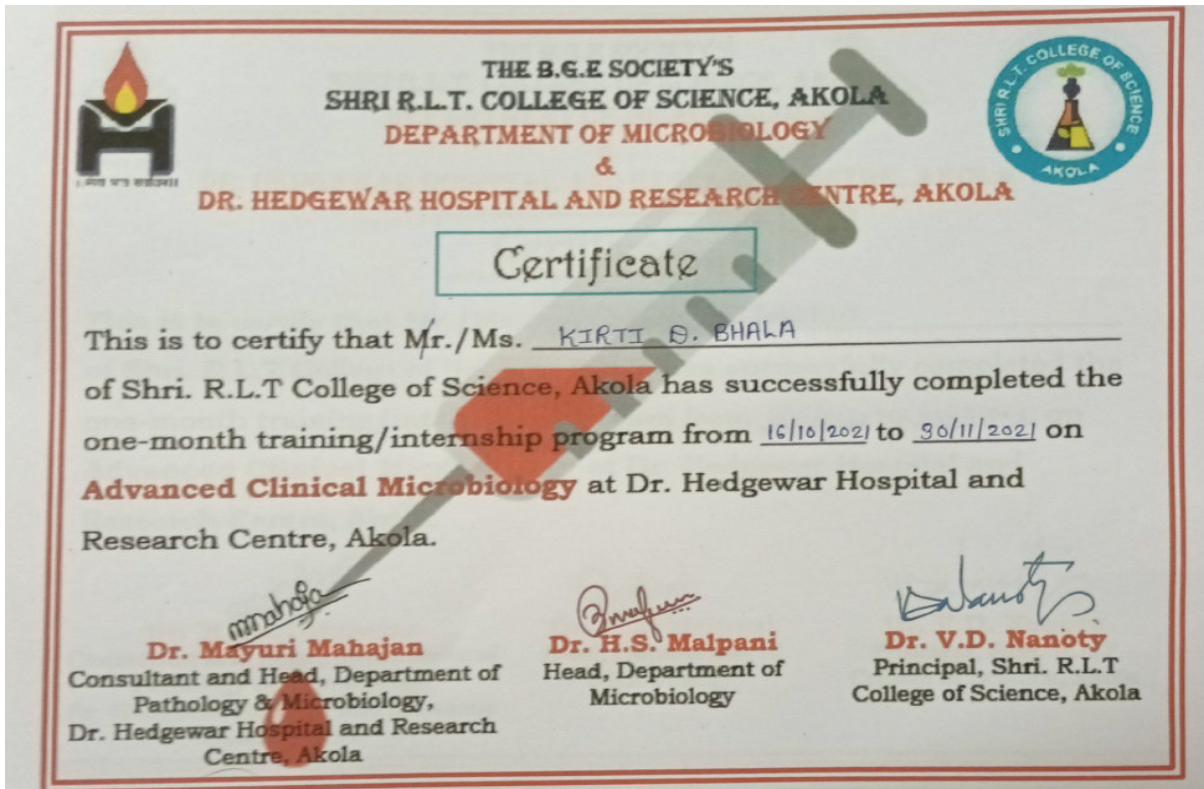 THE B.G.E SOCIETY'S
SHRI R.L.T. COLLEGE OF SCIENCE, AKOLA
DEPARTMENT OF MICROBIOLOGY
&
DR. HEDGEWAR HOSPITAL AND RESEARCH CENTRE, AKOLA
SHRI R.L.T. COLLEGE OF SCIENCE
AKOLA
Certificate
This is to certify that Mr./Ms. KIRTI D. BHALA
of Shri. R.L.T College of Science, Akola has successfully completed the
one-month training/internship program from 16/10/2021 to 30/11/2021 on
Advanced Clinical Microbiology at Dr. Hedgewar Hospital and
Research Centre, Akola.
Dr. Mayuri Mahajan
Consultant and Head, Department of
Pathology & Microbiology,
Dr. Hedgewar Hospital and Research
Centre, Akola
Dr. H.S. Malpani
Head, Department of
Microbiology
Dr. V.D. Nanoty
Principal, Shri. R.L.T
College of Science, Akola